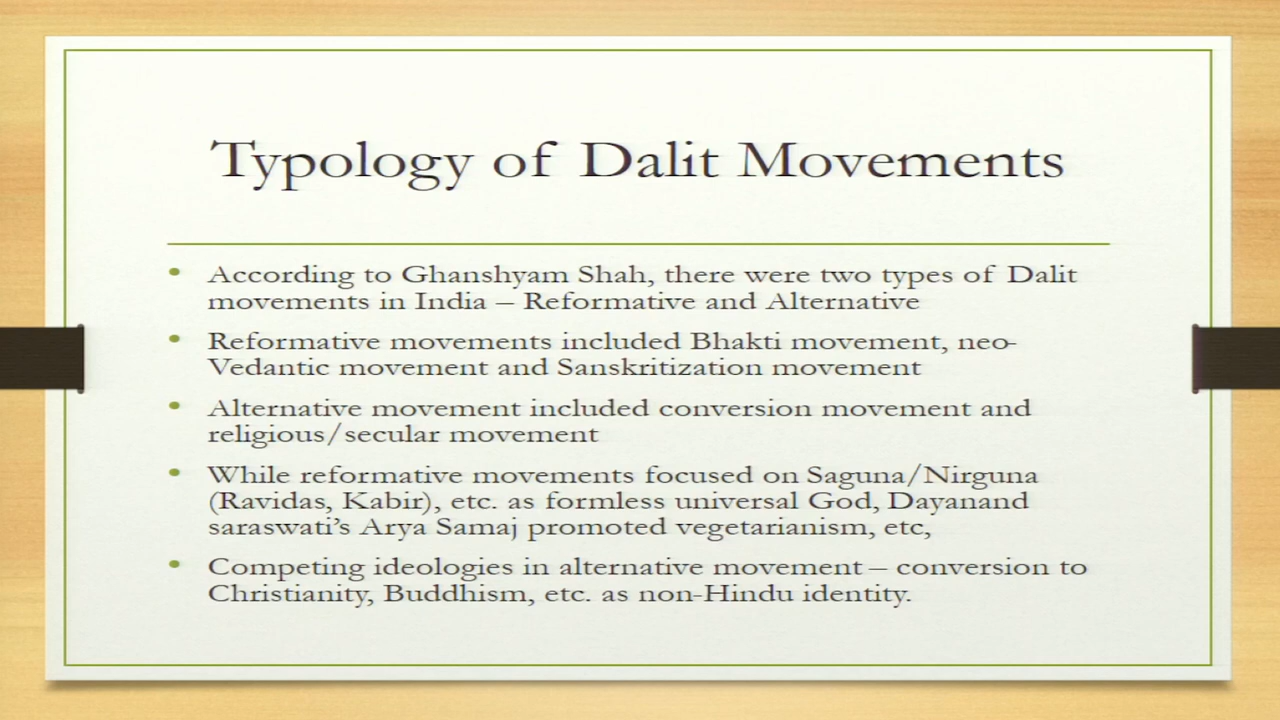 Typology of Dalit Movements
• According to Ghanshyam Shah, there were two types of Dalit
movements in India – Reformative and Alternative
• Reformative movements included Bhakti movement, neo-
Vedantic movement and Sanskritization movement
• Alternative movement included conversion movement and
religious/secular movement
• While reformative movements focused on Saguna/Nirguna
(Ravidas, Kabir), etc. as formless universal God, Dayanand
saraswati’s Arya Samaj promoted vegetarianism, etc,
• Competing ideologies in alternative movement – conversion to
Christianity, Buddhism, etc. as non-Hindu identity.